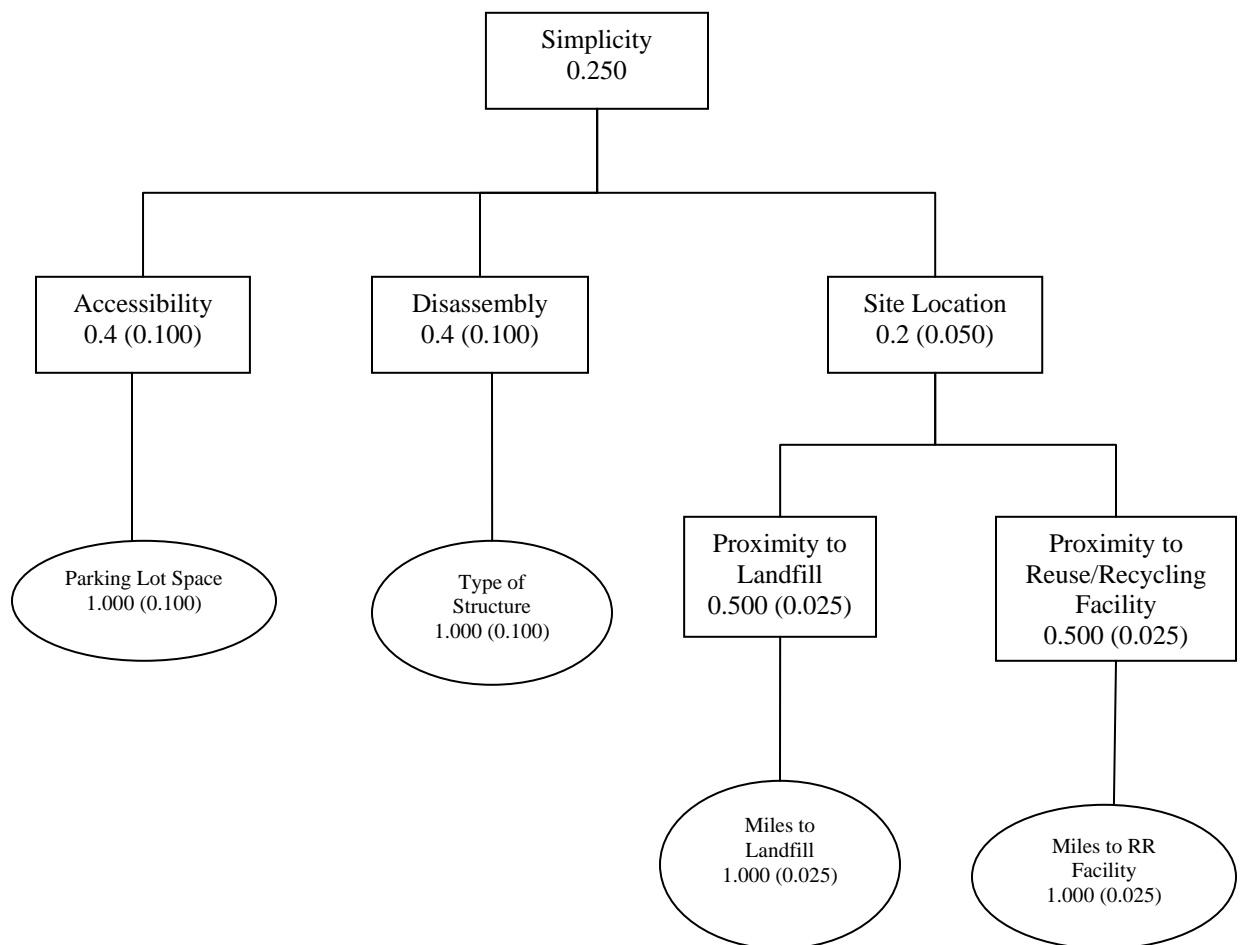 Simplicity
0.250
Accessibility
0.4 (0.100)
Disassembly
0.4 (0.100)
Site Location
0.2 (0.050)
Proximity to
Landfill
0.500 (0.025)
Proximity to
Reuse/Recycling
Facility
0.500 (0.025)
Parking Lot Space
1.000 (0.100)
Type of
Structure
1.000 (0.100)
Miles to
Landfill
1.000 (0.025)
Miles to RR
Facility
1.000 (0.025)